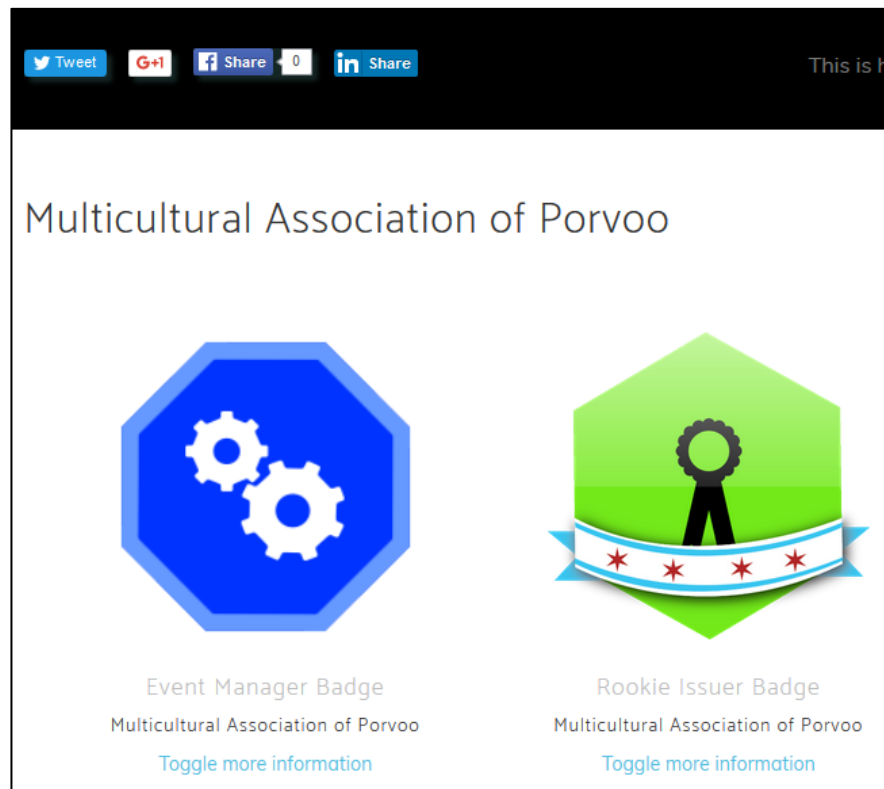 Tweet
G+1
Share
0
in Share
This is h
Multicultural Association of Porvoo
Event Manager Badge
Rookie Issuer Badge
Multicultural Association of Porvoo
Multicultural Association of Porvoo
Toggle more information
Toggle more information